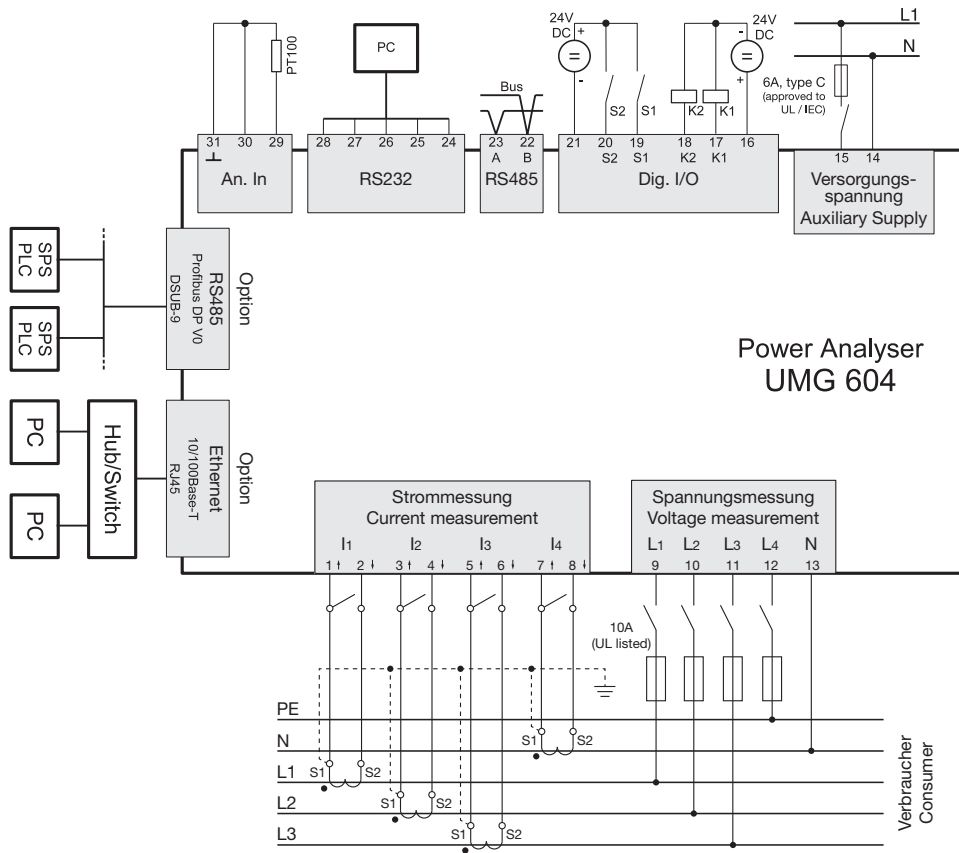 24V
DC
+
-
24V
DC
-
+
L1
N
PT100
PC
Bus
S2
S1
K2
K1
6A, type C
(approved to
UL / IEC)
31 30 29
An. In
28 27 26 25 24
RS232
23 22
A B
RS485
21 20 19 18 17 16
S2 S1 K2 K1
Dig. I/O
15 14
Versorgungs-
spannung
Auxiliary Supply
SPS
PLC
SPS
PLC
RS485
Profibus DP V0
DSUB-9
Option
Power Analyser
UMG 604
PC
PC
Hub/Switch
Ethernet
10/100Base-T
RJ45
Option
Strommessung
Current measurement
I1 I2 I3 I4
1 2 3 4 5 6 7 8
Spannungsmessung
Voltage measurement
L1 L2 L3 L4 N
9 10 11 12 13
10A
(UL listed)
PE
N
S1 S2
L1
S1 S2
L2
S1 S2
L3
S1 S2
Verbraucher
Consumer